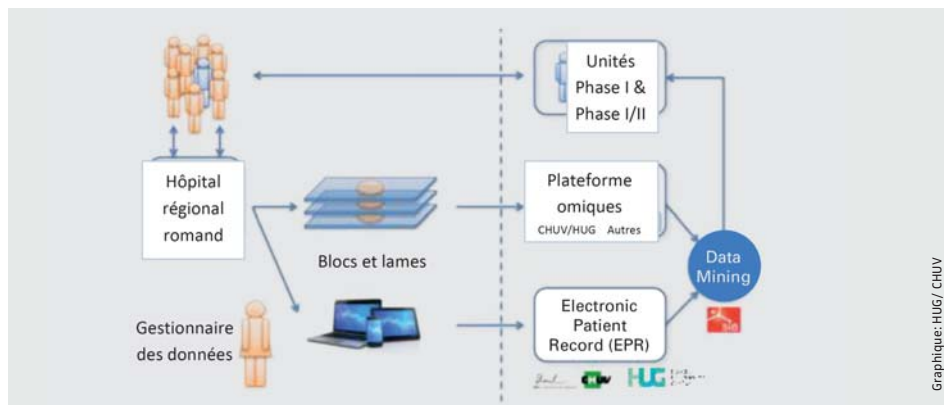 Unités
Phase I &
Phase I/II
Hôpital
régional
romand
Blocs et lames
Plateforme
omiques
CHUV/HUG Autres
Data
Mining
Gestionnaire
des données
Electronic
Patient
Record (EPR)
CHUV
HUG
Graphique: HUG/ CHUV